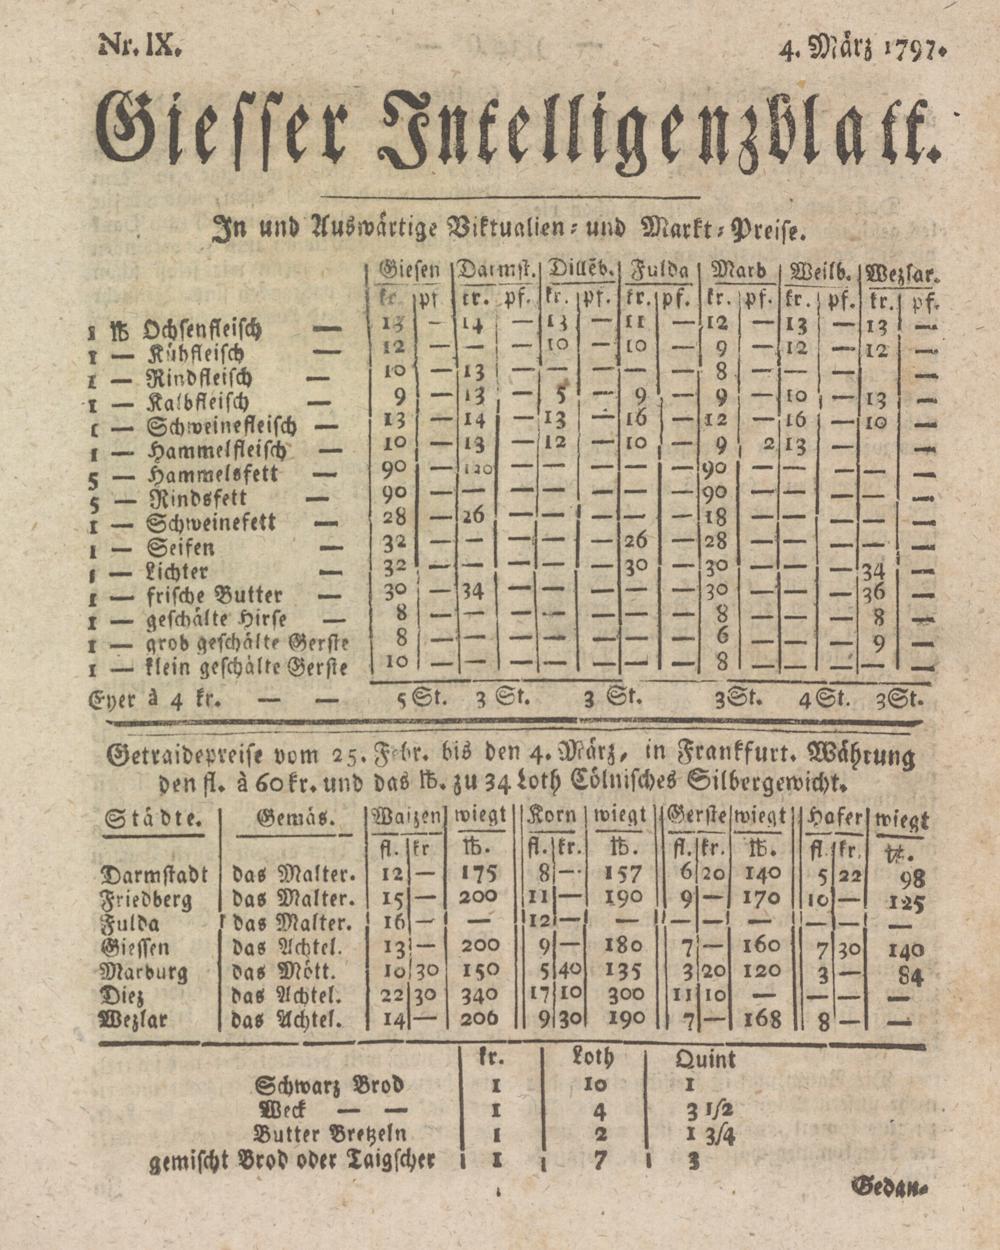 Nr. IX. 4. März 1797.
Giesser Intelligenzblatt.
In und Auswärtige Viktualien- und Markt-Preise.
Giesen Darmst. Dilleb. Fulda Marb Weilb. Wezlar.
kr. pf kr. pf. kr. pf. kr. pf. kr. pf. kr. pf. kr. pf.
1 ℔ Ochsenfleisch — 13 — 14 — 13 — 11 — 12 — 13 — 13 —
1 — Kühfleisch — 12 — — — 10 — 10 — 9 — 12 — 12 —
1 — Rindfleisch — 10 — 13 — — — — — 8 — — — — —
1 — Kalbfleisch — 9 — 13 — 5 — 9 — 9 — 10 — 13 —
1 — Schweinefleisch — 13 — 14 — 13 — 16 — 12 — 16 — 10 —
1 — Hammelfleisch — 10 — 13 — 12 — 10 — 9 2 13 — — —
5 — Hammelsfett — 90 — 120 — — — — — 90 — — — — —
5 — Rindsfett — 90 — — — — — — — 90 — — — — —
1 — Schweinefett — 28 — 26 — — — — — 18 — — — — —
1 — Seifen — 32 — — — — — 26 — 28 — — — — —
1 — Lichter — 32 — — — — — 30 — 30 — — — 34 —
1 — frische Butter — 30 — 34 — — — — — 30 — — — 36 —
1 — geschälte Hirse — 8 — — — — — — — 8 — — — 8 —
1 — grob geschälte Gerste 8 — — — — — — — 6 — — — 9 —
1 — klein geschälte Gerste 10 — — — — — — — 8 — — — — —
Eyer à 4 kr. — — 5 St. 3 St. 3 St. 3St. 4St. 3St.
Getraidepreise vom 25. Febr. bis den 4. März, in Frankfurt. Währung
den fl. à 60 kr. und das ℔. zu 34 Loth Cölnisches Silbergewicht.
Städte. Gemäs. Waizen wiegt Korn wiegt Gerste wiegt Hafer wiegt
fl. kr ℔. fl. kr. ℔. fl. kr. ℔. fl. kr. ℔.
Darmstadt das Malter. 12 — 175 8 — 157 6 20 140 5 22 98
Friedberg das Malter. 15 — 200 11 — 190 9 — 170 10 — 125
Fulda das Malter. 16 — — 12 — — — — — — — —
Giessen das Achtel. 13 — 200 9 — 180 7 — 160 7 30 140
Marburg das Mött. 10 30 150 5 40 135 3 20 120 3 — 84
Diez das Achtel. 22 30 340 17 10 300 11 10 — — — —
Wezlar das Achtel. 14 — 206 9 30 190 7 — 168 8 — —
kr. Loth Quint
Schwarz Brod 1 10 1
Weck — — 1 4 3 1/2
Butter Bretzeln 1 2 1 3/4
gemischt Brod oder Taigscher 1 7 3
Gedan-